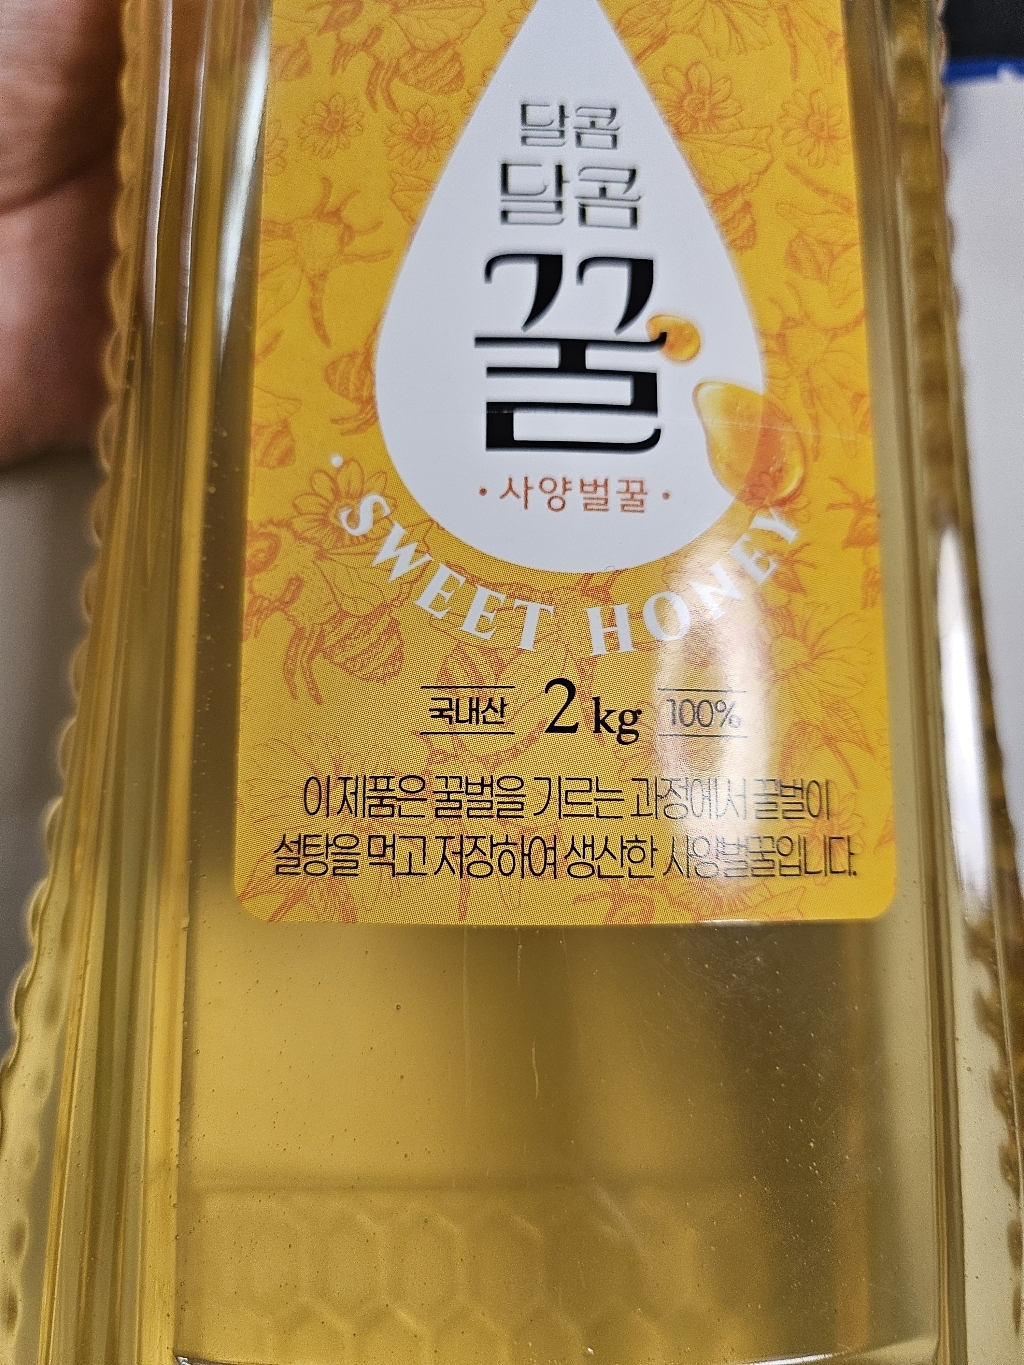 달콤
달콤
꿀
·사양벌꿀·
SWEET HONEY
국내산 2 kg 100%
이 제품은 꿀벌을 기르는 과정에서 꿀벌이
설탕을 먹고 저장하여 생산한 사양벌꿀입니다.